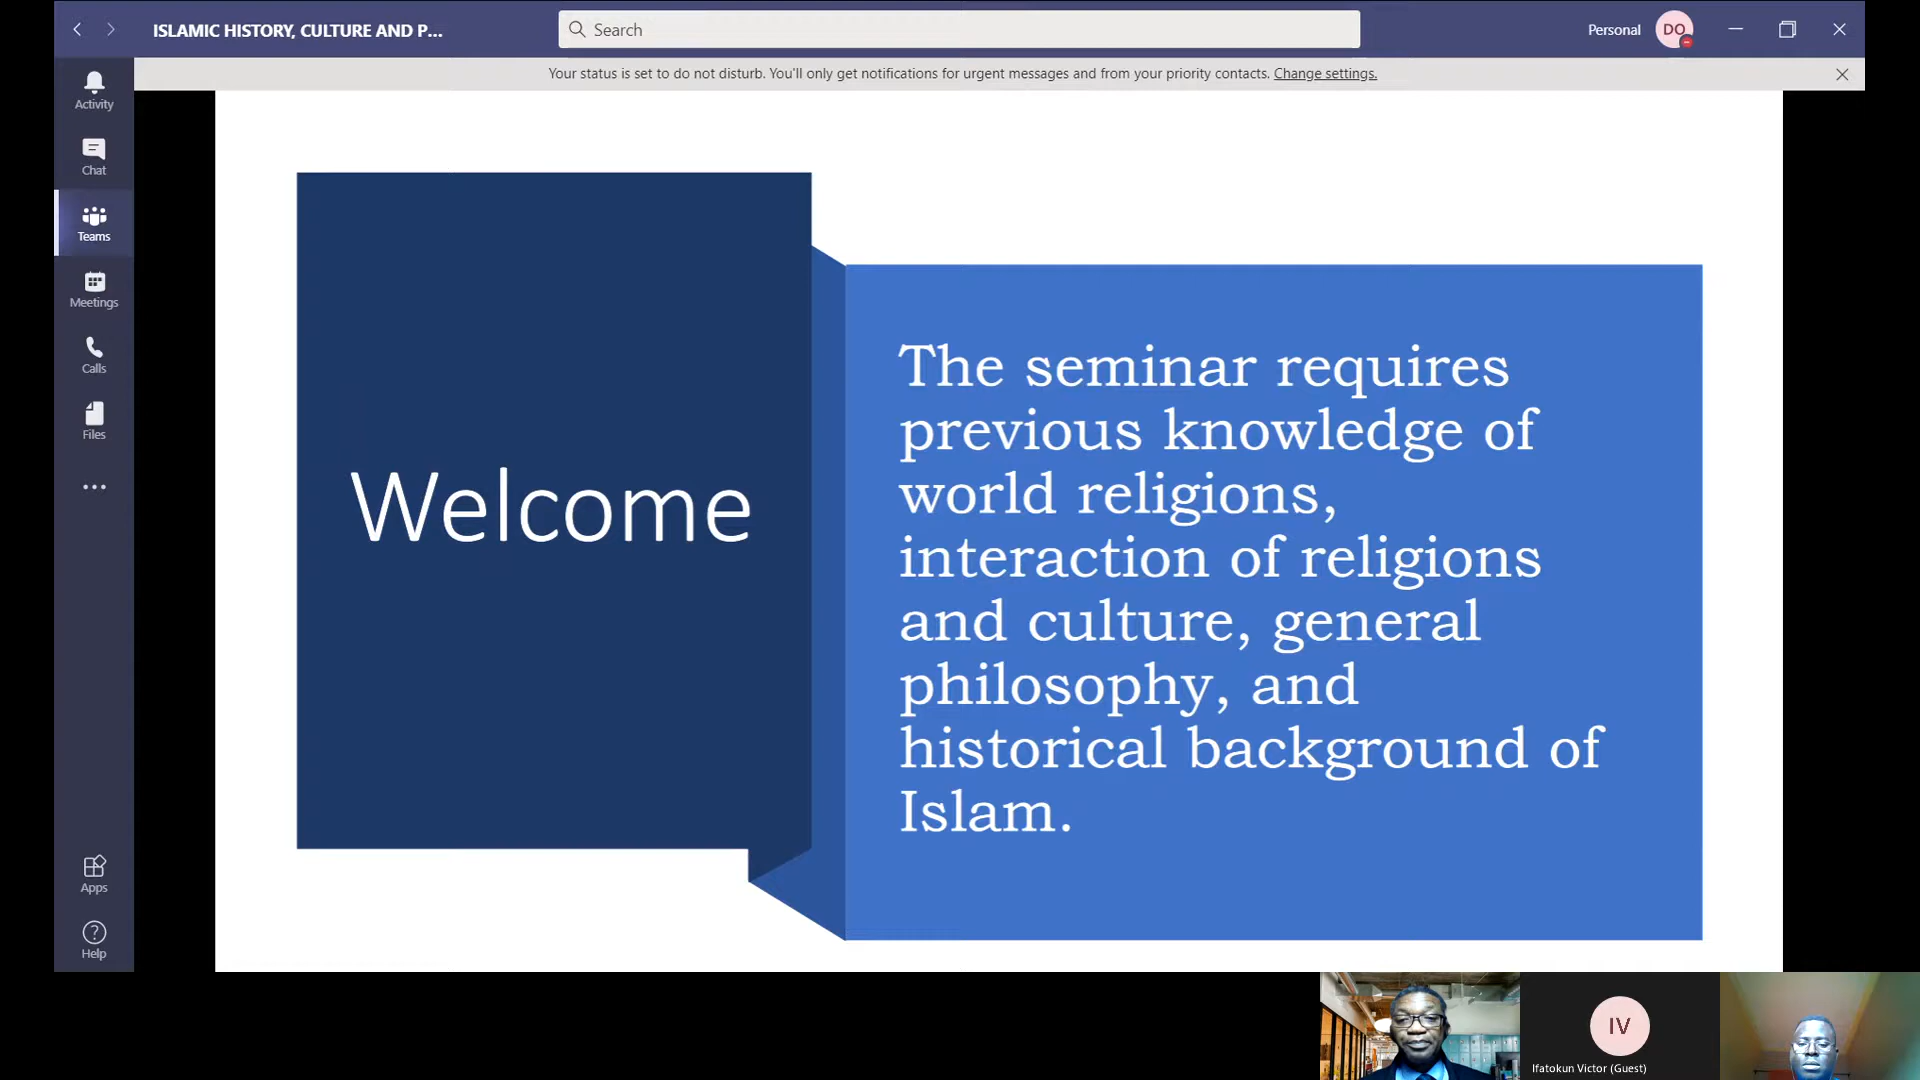 ISLAMIC HISTORY, CULTURE AND P...
Search
Personal
DO
Your status is set to do not disturb. You'll only get notifications for urgent messages and from your priority contacts. Change settings.
Activity
Chat
Teams
Meetings
Calls
Files
Apps
Help
Welcome
The seminar requires
previous knowledge of
world religions,
interaction of religions
and culture, general
philosophy, and
historical background of
Islam.
IV
Ifatokun Victor (Guest)